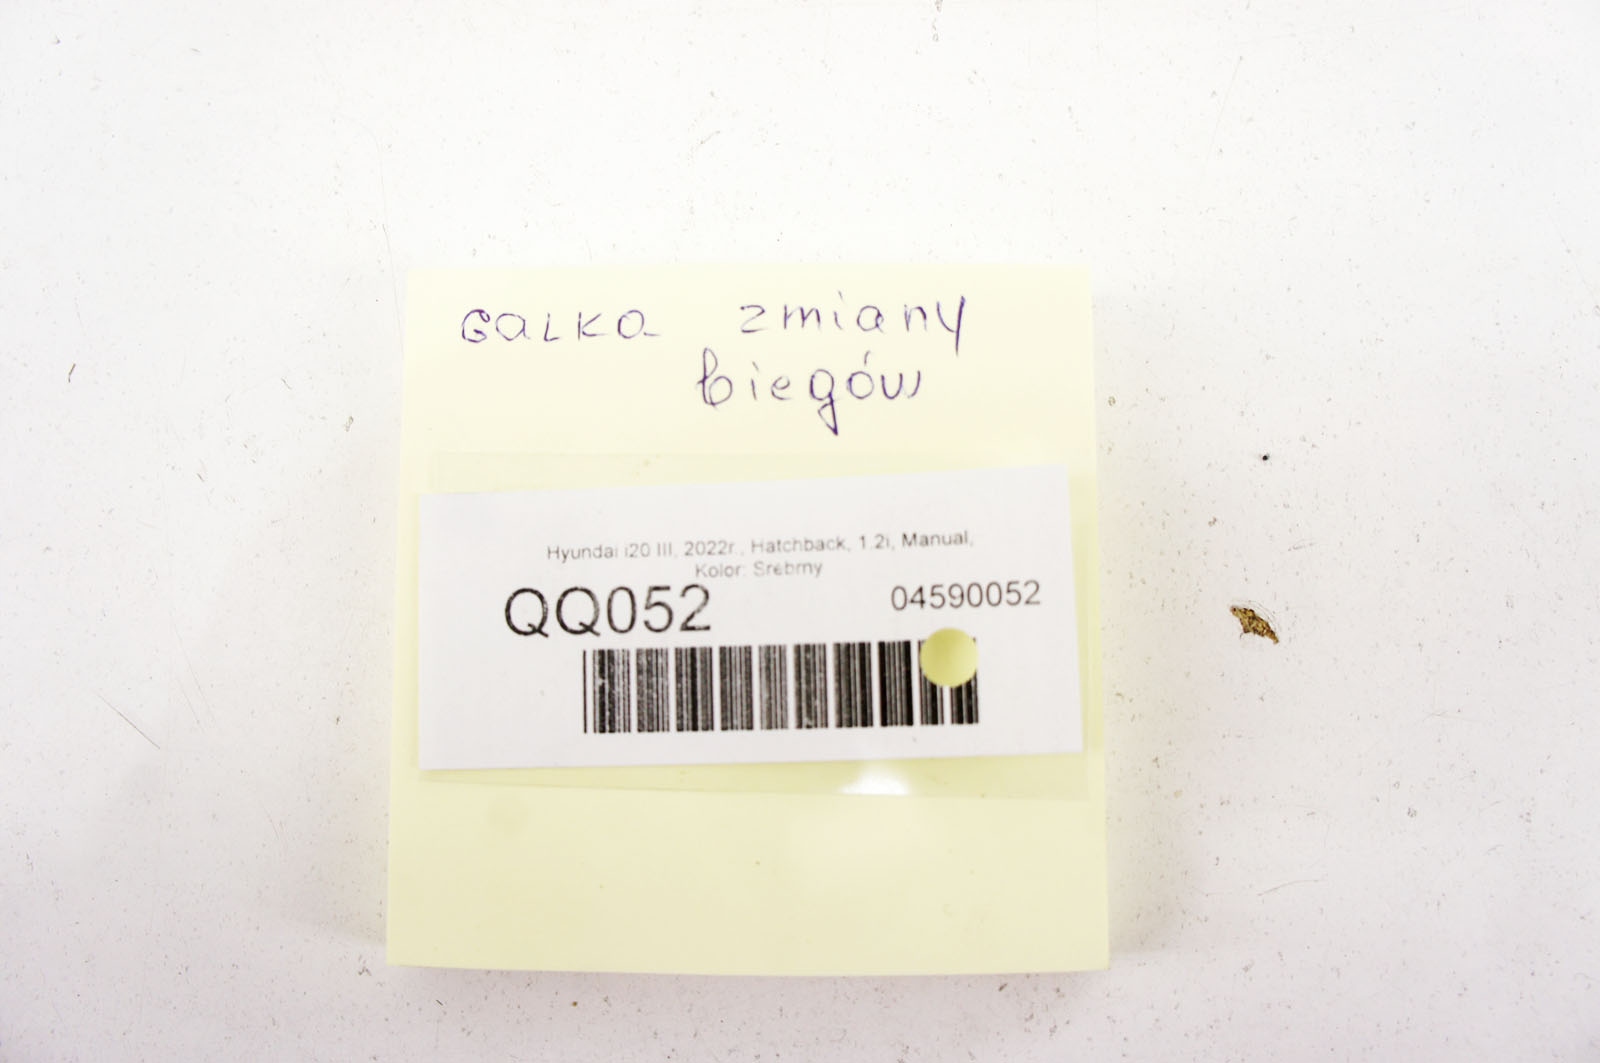 GALKA zmiany
biegów
Hyundai i20 III, 2022r., Hatchback, 1.2i, Manual,
Kolor: Srebrny
QQ052
04590052